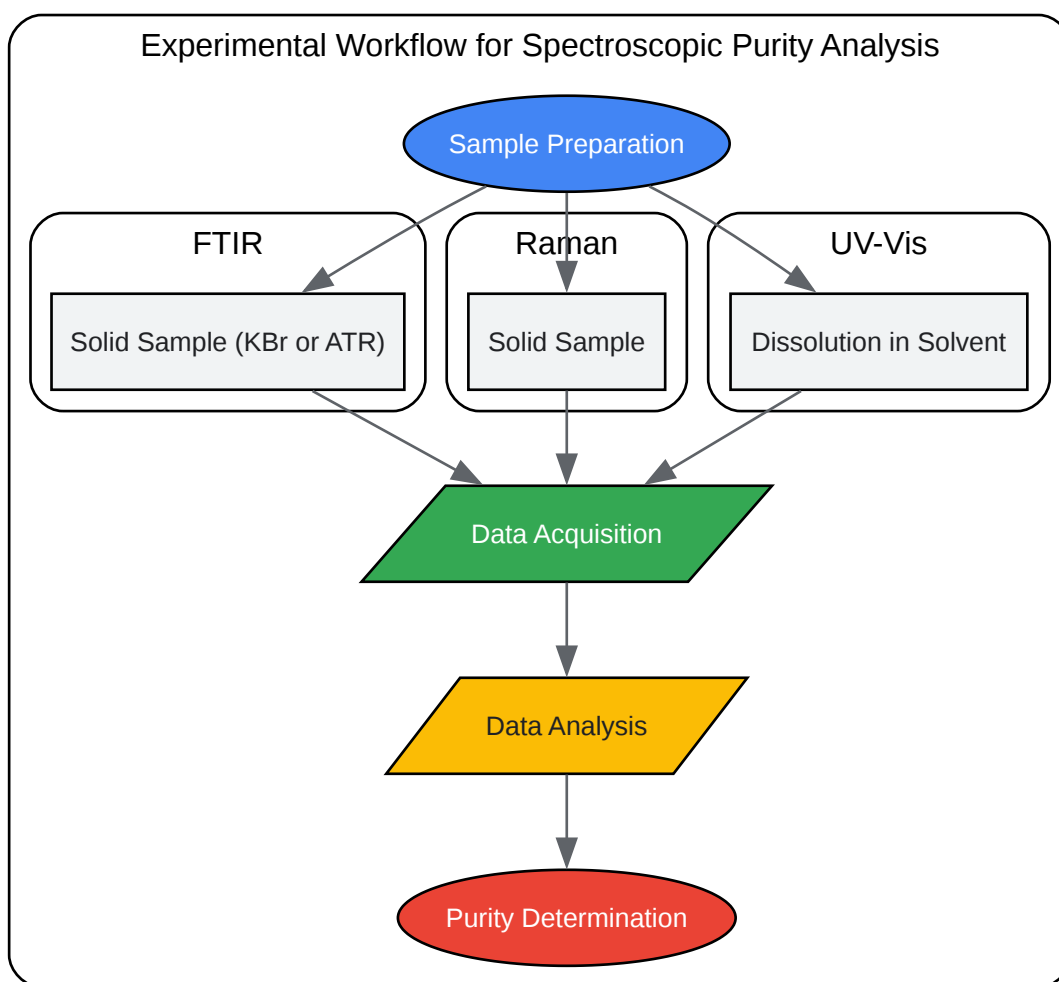 Experimental Workflow for Spectroscopic Purity Analysis
Sample Preparation
FTIR
Raman
UV-Vis
Solid Sample (KBr or ATR)
Solid Sample
Dissolution in Solvent
Data Acquisition
Data Analysis
Purity Determination